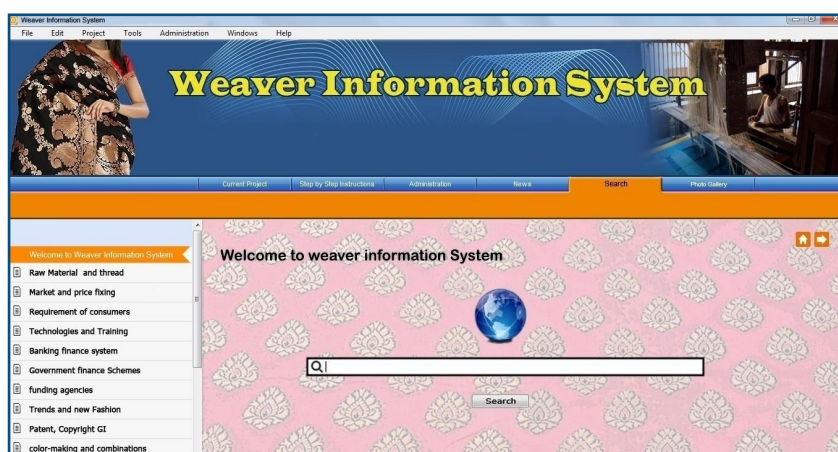 Weaver Information System
File Edit Project Tools Administration Windows Help
Weaver Information System
Current Project Step by Step Instructions Administration News Search Photo Gallery
Welcome to Weaver Information System
Raw Material and thread
Market and price fixing
Requirement of consumers
Technologies and Training
Banking finance system
Government finance Schemes
funding agencies
Trends and new Fashion
Patent, Copyright GI
color-making and combinations
Welcome to weaver information System
Search